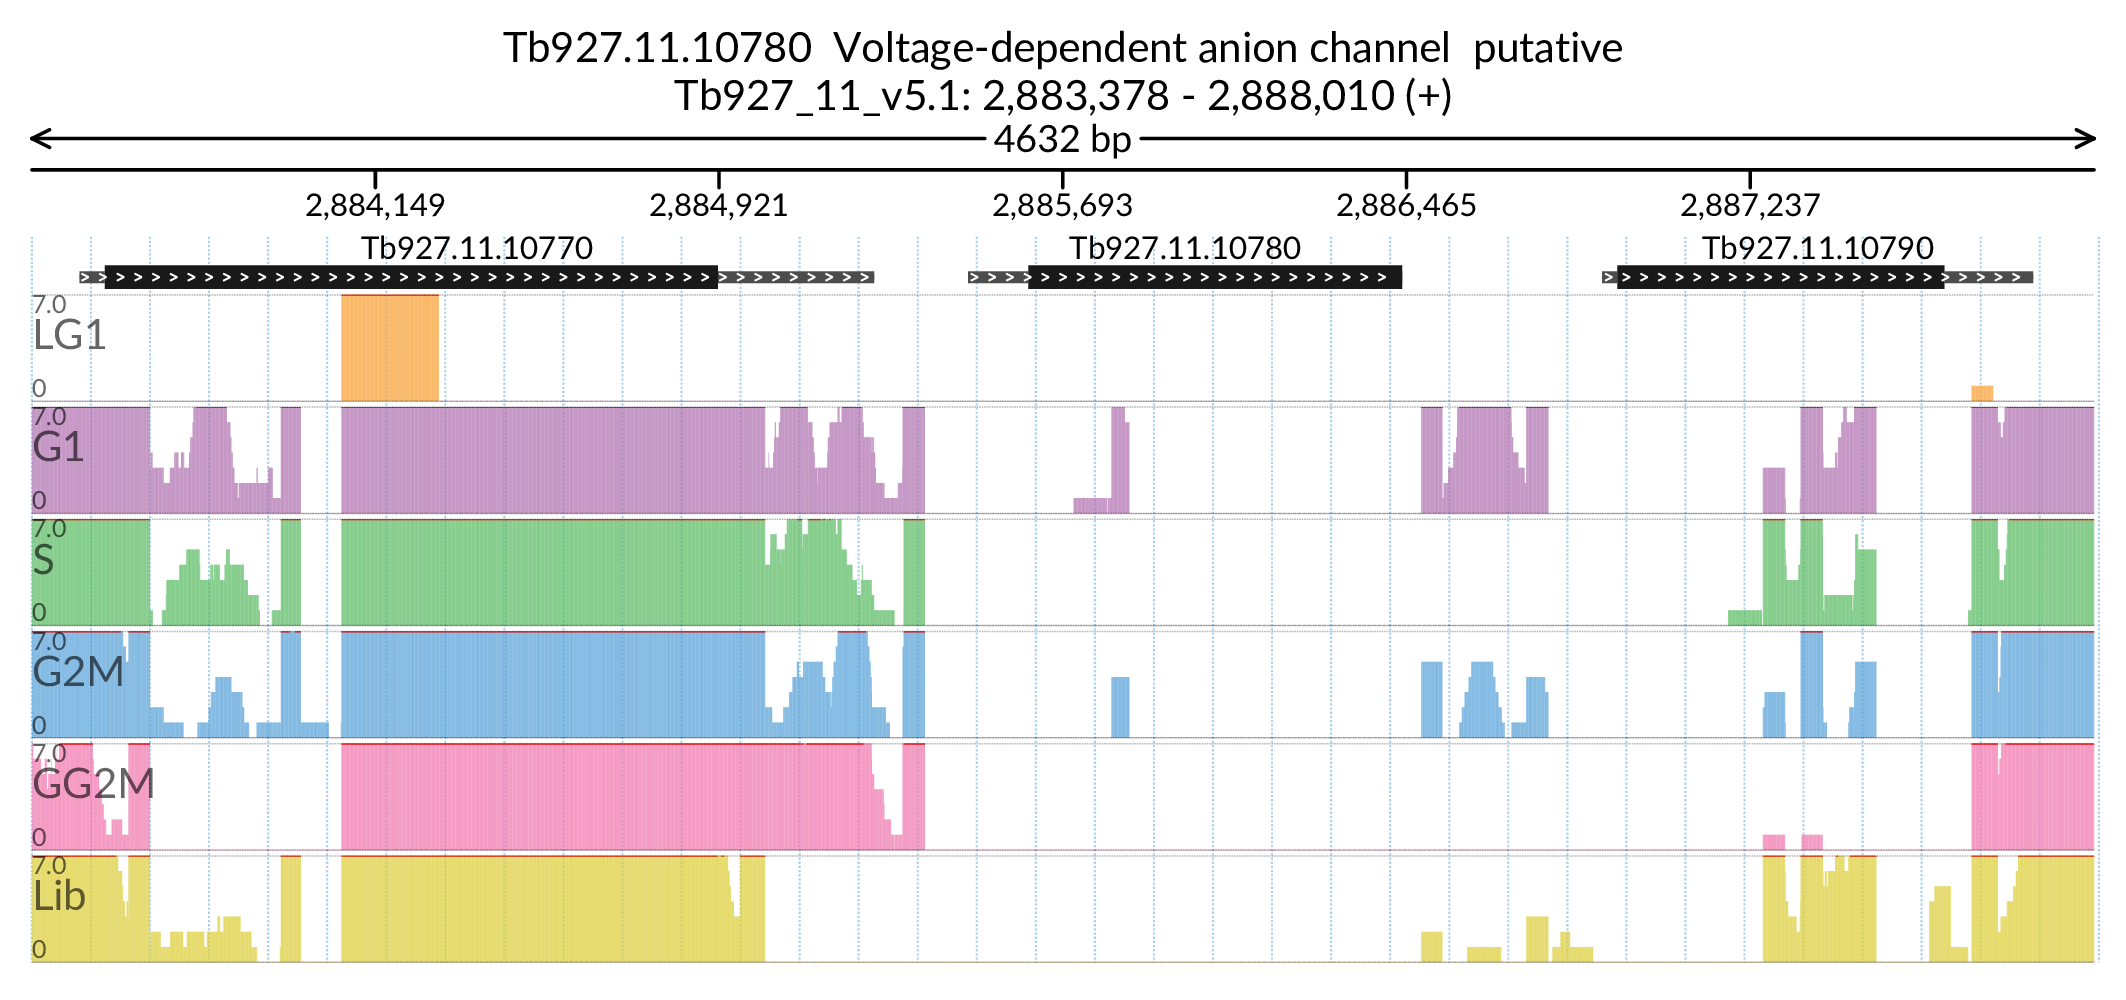 Tb927.11.10780  Voltage-dependent anion channel  putative
Tb927_11_v5.1: 2,883,378 - 2,888,010 (+)
4632 bp
2,884,149 2,884,921 2,885,693 2,886,465 2,887,237
Tb927.11.10770 Tb927.11.10780 Tb927.11.10790
7.0
LG1
0
7.0
G1
0
7.0
S
0
7.0
G2M
0
7.0
GG2M
0
7.0
Lib
0